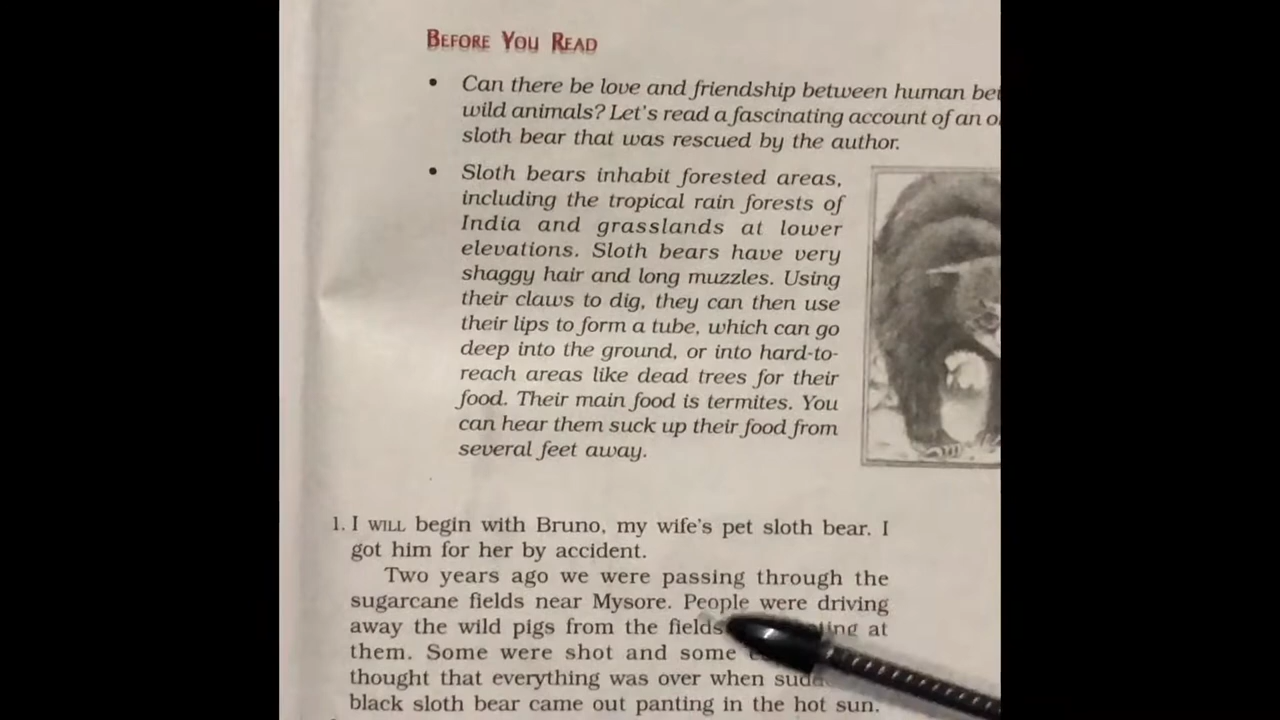 BEFORE YOU READ
• Can there be love and friendship between human bei
wild animals? Let's read a fascinating account of an o
sloth bear that was rescued by the author.
• Sloth bears inhabit forested areas,
including the tropical rain forests of
India and grasslands at lower
elevations. Sloth bears have very
shaggy hair and long muzzles. Using
their claws to dig, they can then use
their lips to form a tube, which can go
deep into the ground, or into hard-to-
reach areas like dead trees for their
food. Their main food is termites. You
can hear them suck up their food from
several feet away.
1. I WILL begin with Bruno, my wife's pet sloth bear. I
got him for her by accident.
Two years ago we were passing through the
sugarcane fields near Mysore. People were driving
away the wild pigs from the fields at
them. Some were shot and some
thought that everything was over when
black sloth bear came out panting in the hot sun.